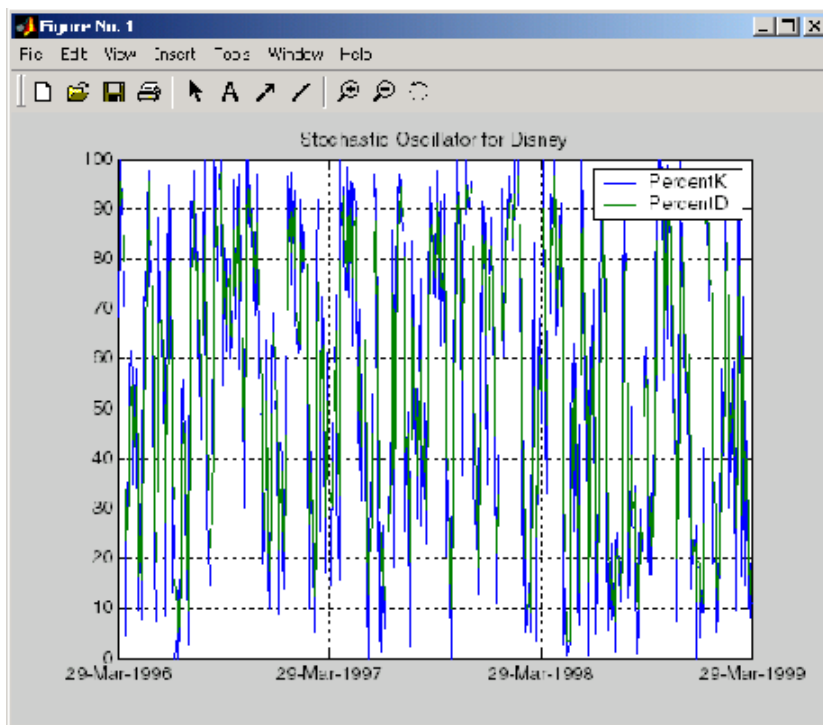 Figure No. 1
File Edit View Insert Tools Window Help
A
Stochastic Oscillator for Disney
PercentK
PercentD
100
90
80
70
60
50
40
30
20
10
0
29-Mar-1996 29-Mar-1997 29-Mar-1998 29-Mar-1999